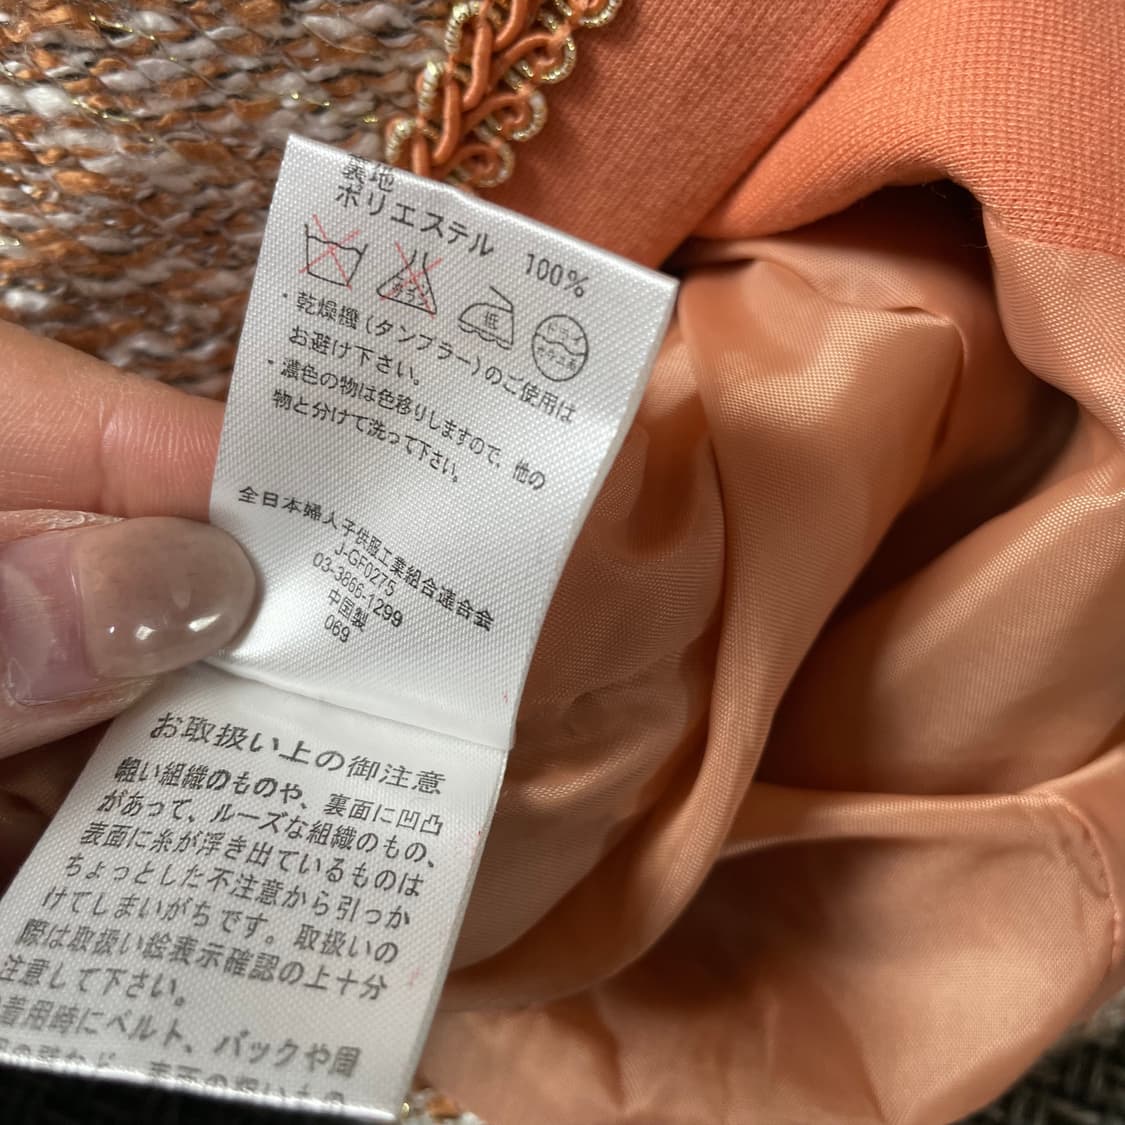 裏地
ポリエステル 100%
低
ドライ
セキユ系
・乾燥機(タンブラー)のご使用は
お避け下さい。
・濃色の物は色移りしますので、他の
物と分けて洗って下さい。
全日本婦人子供服工業組合連合会
J-GF0275
03-3866-1299
中国製
069
お取扱い上の御注意
粗い組織のものや、裏面に凹凸
があって、ルーズな組織のもの、
表面に糸が浮き出ているものは
ちょっとした不注意から引っか
けてしまいがちです。取扱いの
際は取扱い絵表示確認の上十分
注意して下さい。
着用時にベルト、バックや周